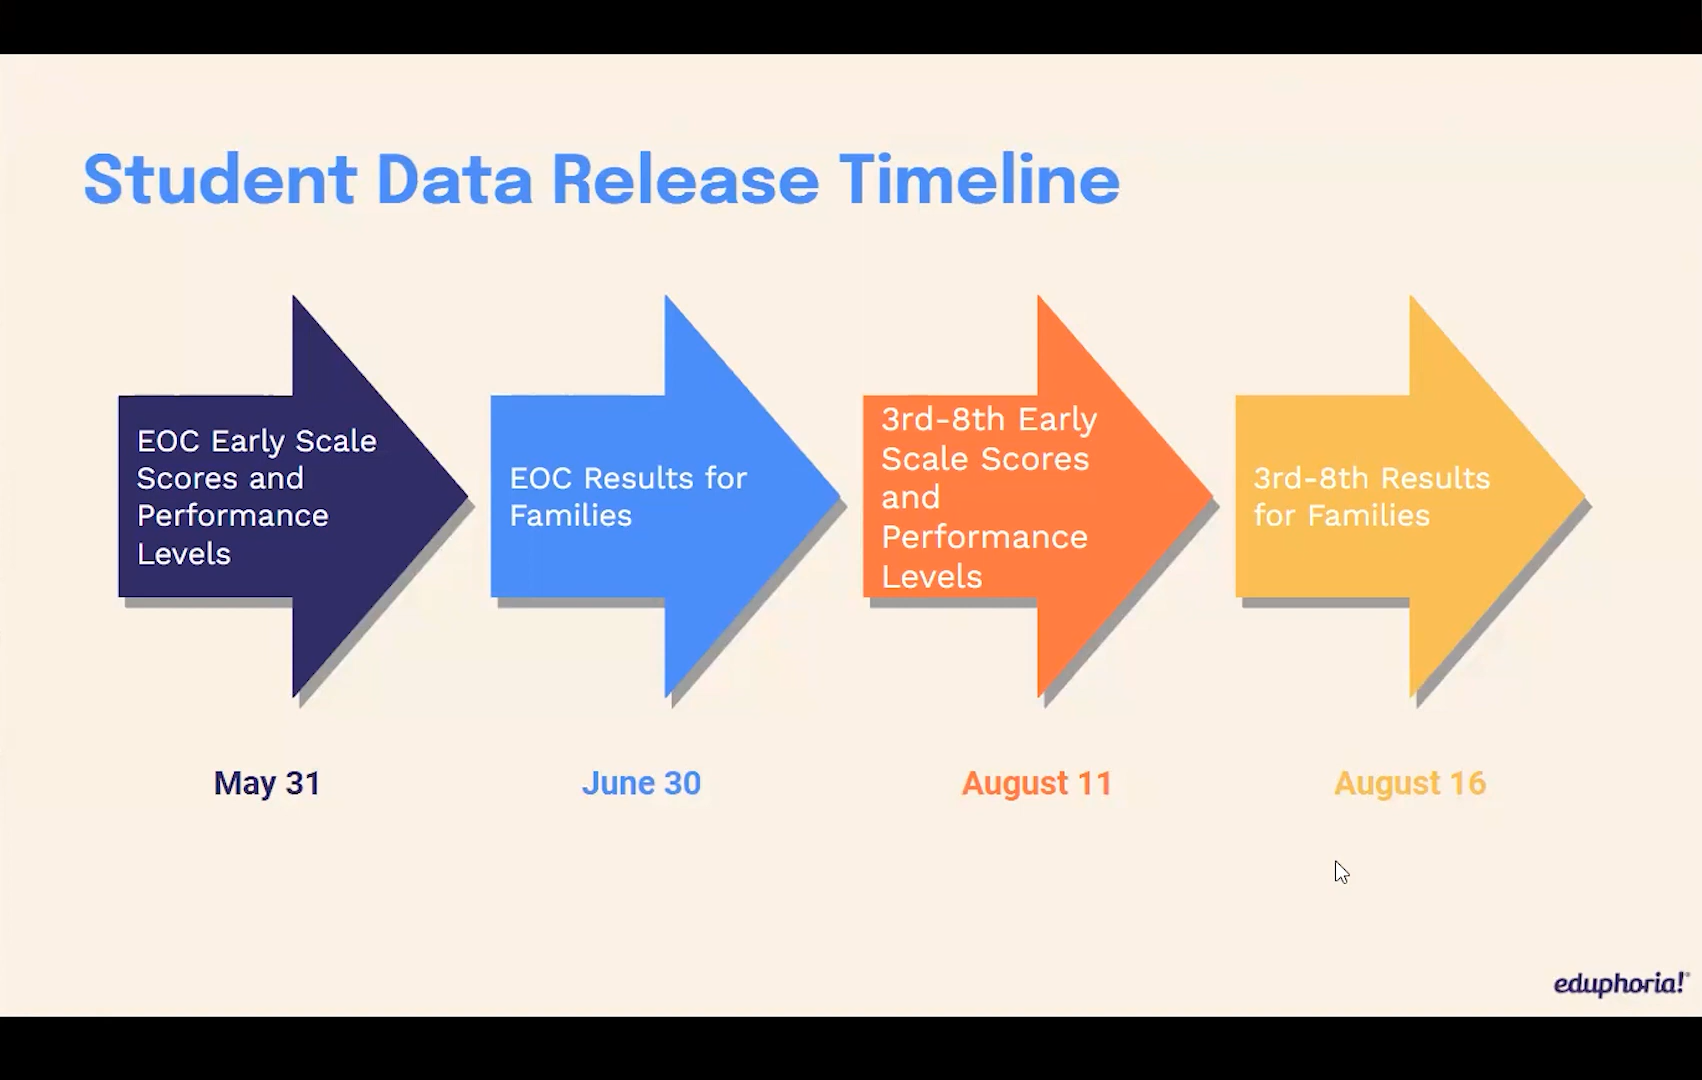 Student Data Release Timeline
EOC Early Scale
Scores and
Performance
Levels
EOC Results for
Families
3rd-8th Early
Scale Scores
and
Performance
Levels
3rd-8th Results
for Families
May 31
June 30
August 11
August 16
eduphoria!